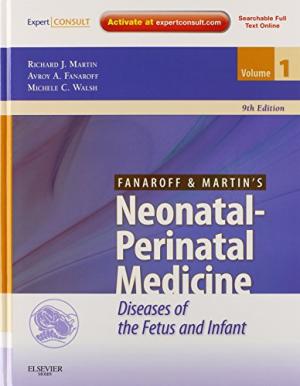 Expert CONSULT
Activate at expertconsult.com
Searchable Full
Text Online
RICHARD J. MARTIN
AVROY A. FANAROFF
MICHELE C. WALSH
Volume 1
9th Edition
FANAROFF & MARTIN'S
Neonatal-
Perinatal
Medicine
Diseases of
the Fetus and Infant
ELSEVIER
MOSBY